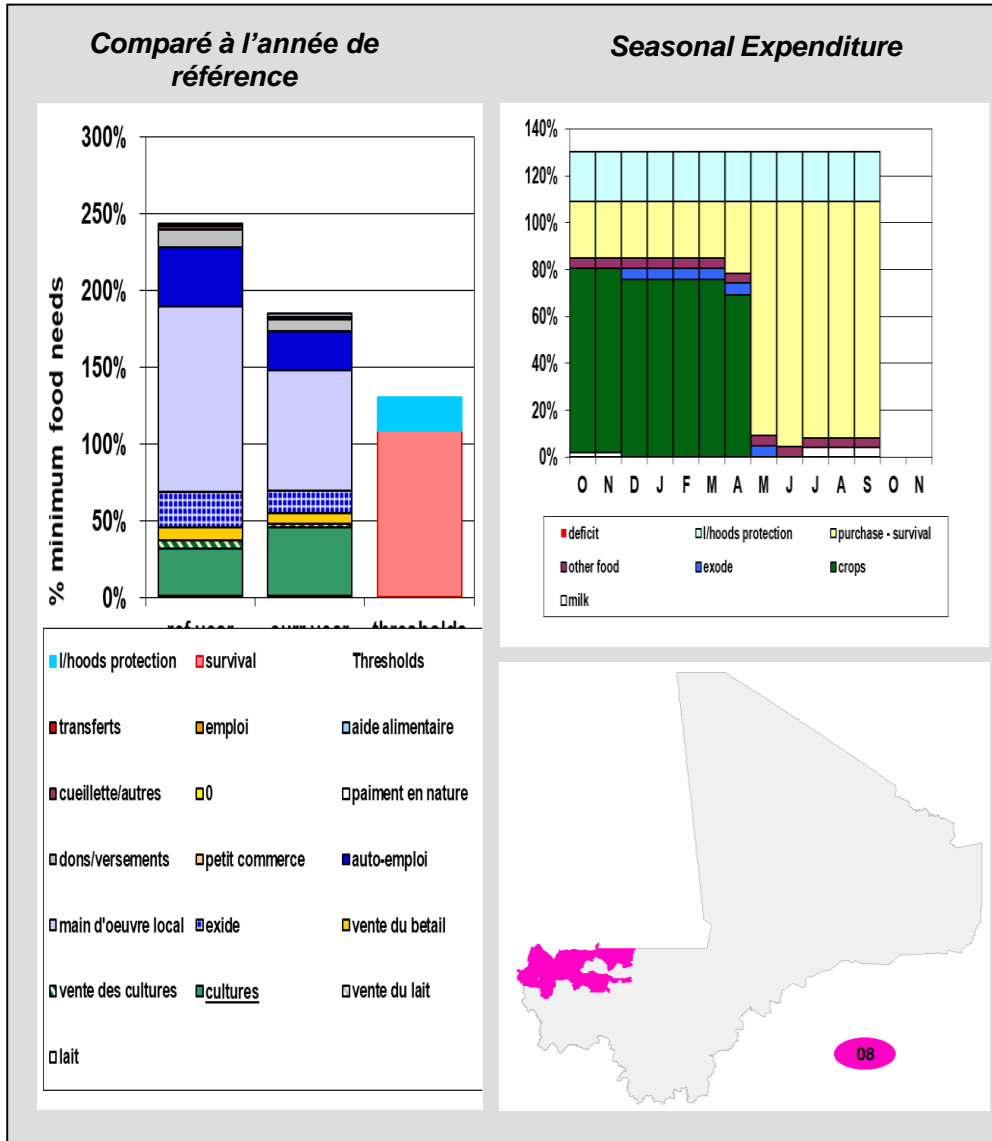 Comparé à l'année de
référence
% minimum food needs
300%
250%
200%
150%
100%
50%
0%
l/hoods protection survival Thresholds
transferts emploi aide alimentaire
cueillette/autres 0 paiment en nature
dons/versements petit commerce auto-emploi
main d'oeuvre local exide vente du betail
vente des cultures cultures vente du lait
lait
Seasonal Expenditure
140%
120%
100%
80%
60%
40%
20%
0%
O N D J F M A M J J A S O N
deficit l/hoods protection purchase - survival
other food exode crops
milk
08